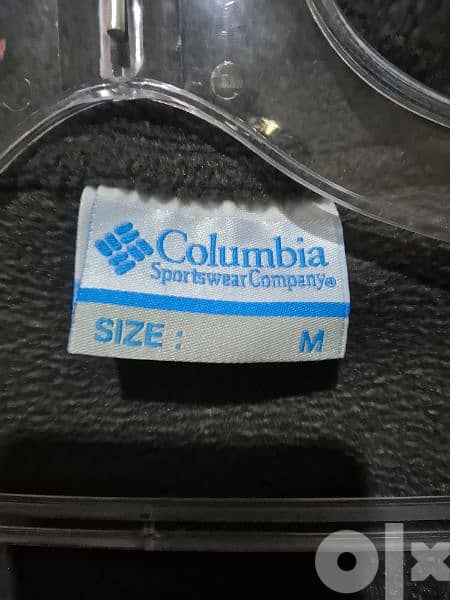 Columbia
Sportswear Company®
SIZE : M
olx